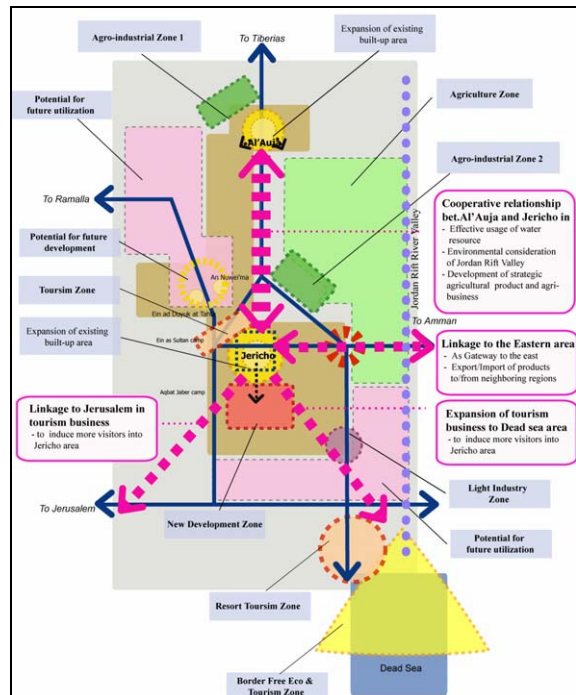 Agro-industrial Zone 1
To Tiberias
Expansion of existing
built-up area
Potential for
future utilization
Al'Auja
Agriculture Zone
Agro-industrial Zone 2
To Ramalla
Cooperative relationship
bet.Al'Auja and Jericho in
- Effective usage of water
resource
- Environmental consideration
of Jordan Rift Valley
- Development of strategic
agricultural product and agri-
business
Jordan Rift River Valley
Potential for future
development
An Nuwei'ma
Toursim Zone
Ein ad Doyuk at Tahta
Ein as Sultan camp
Expansion of existing
built-up area
Jericho
To Amman
Linkage to the Eastern area
- As Gateway to the east
- Export/Import of products
to/from neighboring regions
Aqbat Jaber camp
Linkage to Jerusalem in
tourism business
- to induce more visitors into
Jericho area
Expansion of tourism
business to Dead sea area
- to induce more visitors into
Jericho area
Light Industry
Zone
To Jerusalem
New Development Zone
Potential for
future utilization
Resort Toursim Zone
Border Free Eco &
Tourism Zone
Dead Sea